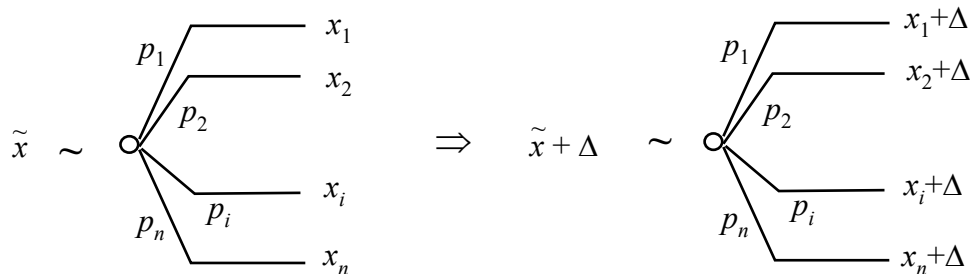 x₁ x₁+Δ
p₁ p₁
x₂ x₂+Δ
p₂ p₂
x̃ ~ ⇒ x̃ + Δ ~
xᵢ xᵢ+Δ
pₙ pᵢ pₙ pᵢ
xₙ xₙ+Δ